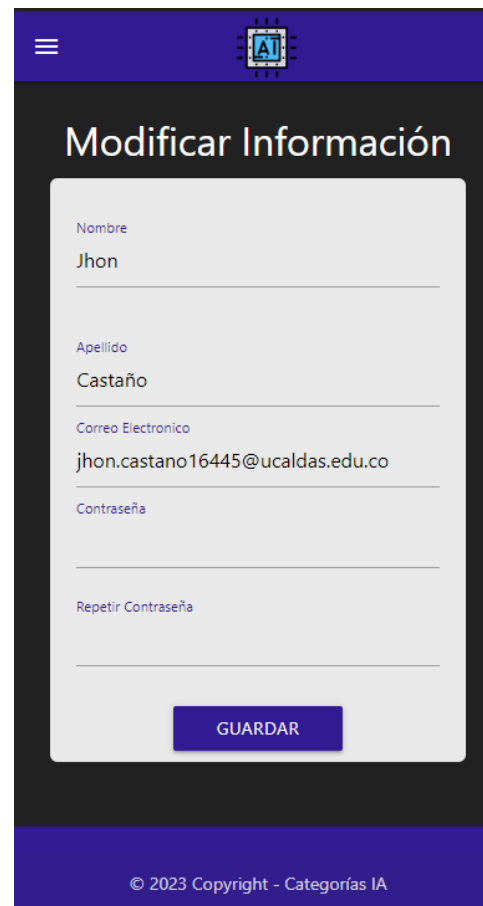 AI
Modificar Información
Nombre
Jhon
Apellido
Castaño
Correo Electronico
jhon.castano16445@ucaldas.edu.co
Contraseña
Repetir Contraseña
GUARDAR
© 2023 Copyright - Categorías IA